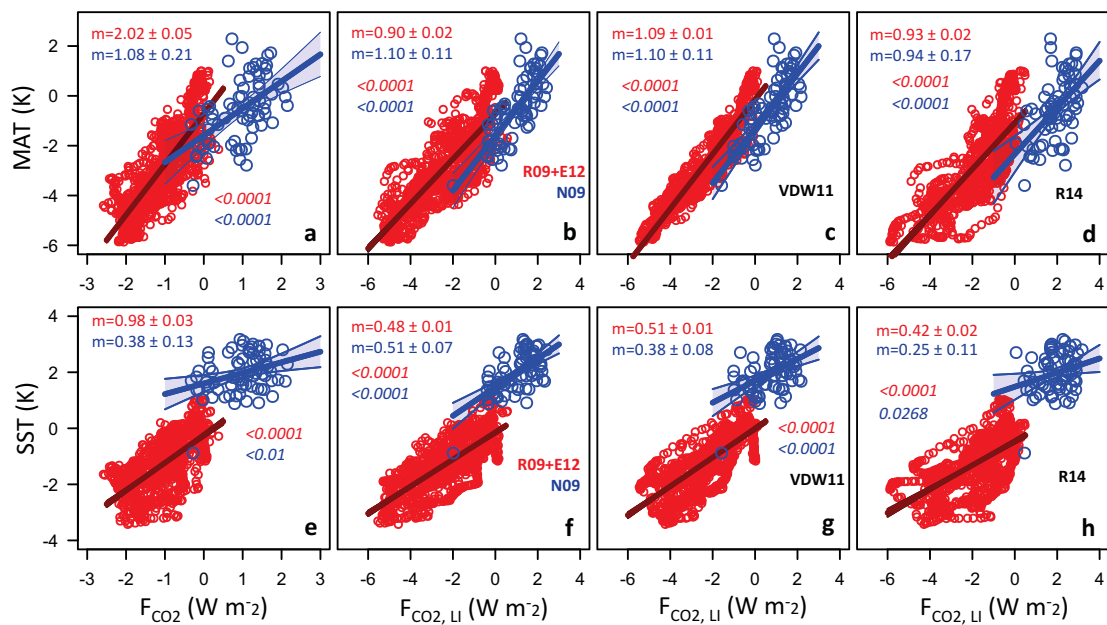 MAT (K)
2
0
-2
-4
-6
m=2.02 ± 0.05
m=1.08 ± 0.21
<0.0001
<0.0001
a
-3 -2 -1 0 1 2 3
m=0.90 ± 0.02
m=1.10 ± 0.11
<0.0001
<0.0001
R09+E12
N09
b
-6 -4 -2 0 2 4
m=1.09 ± 0.01
m=1.10 ± 0.11
<0.0001
<0.0001
VDW11
c
-6 -4 -2 0 2 4
m=0.93 ± 0.02
m=0.94 ± 0.17
<0.0001
<0.0001
R14
d
-6 -4 -2 0 2 4
SST (K)
4
2
0
-2
-4
m=0.98 ± 0.03
m=0.38 ± 0.13
<0.0001
<0.01
e
-3 -2 -1 0 1 2 3
F CO2 (W m-2)
m=0.48 ± 0.01
m=0.51 ± 0.07
<0.0001
<0.0001
R09+E12
N09
f
-6 -4 -2 0 2 4
F CO2, LI (W m-2)
m=0.51 ± 0.01
m=0.38 ± 0.08
<0.0001
<0.0001
VDW11
g
-6 -4 -2 0 2 4
F CO2, LI (W m-2)
m=0.42 ± 0.02
m=0.25 ± 0.11
<0.0001
0.0268
R14
h
-6 -4 -2 0 2 4
F CO2, LI (W m-2)